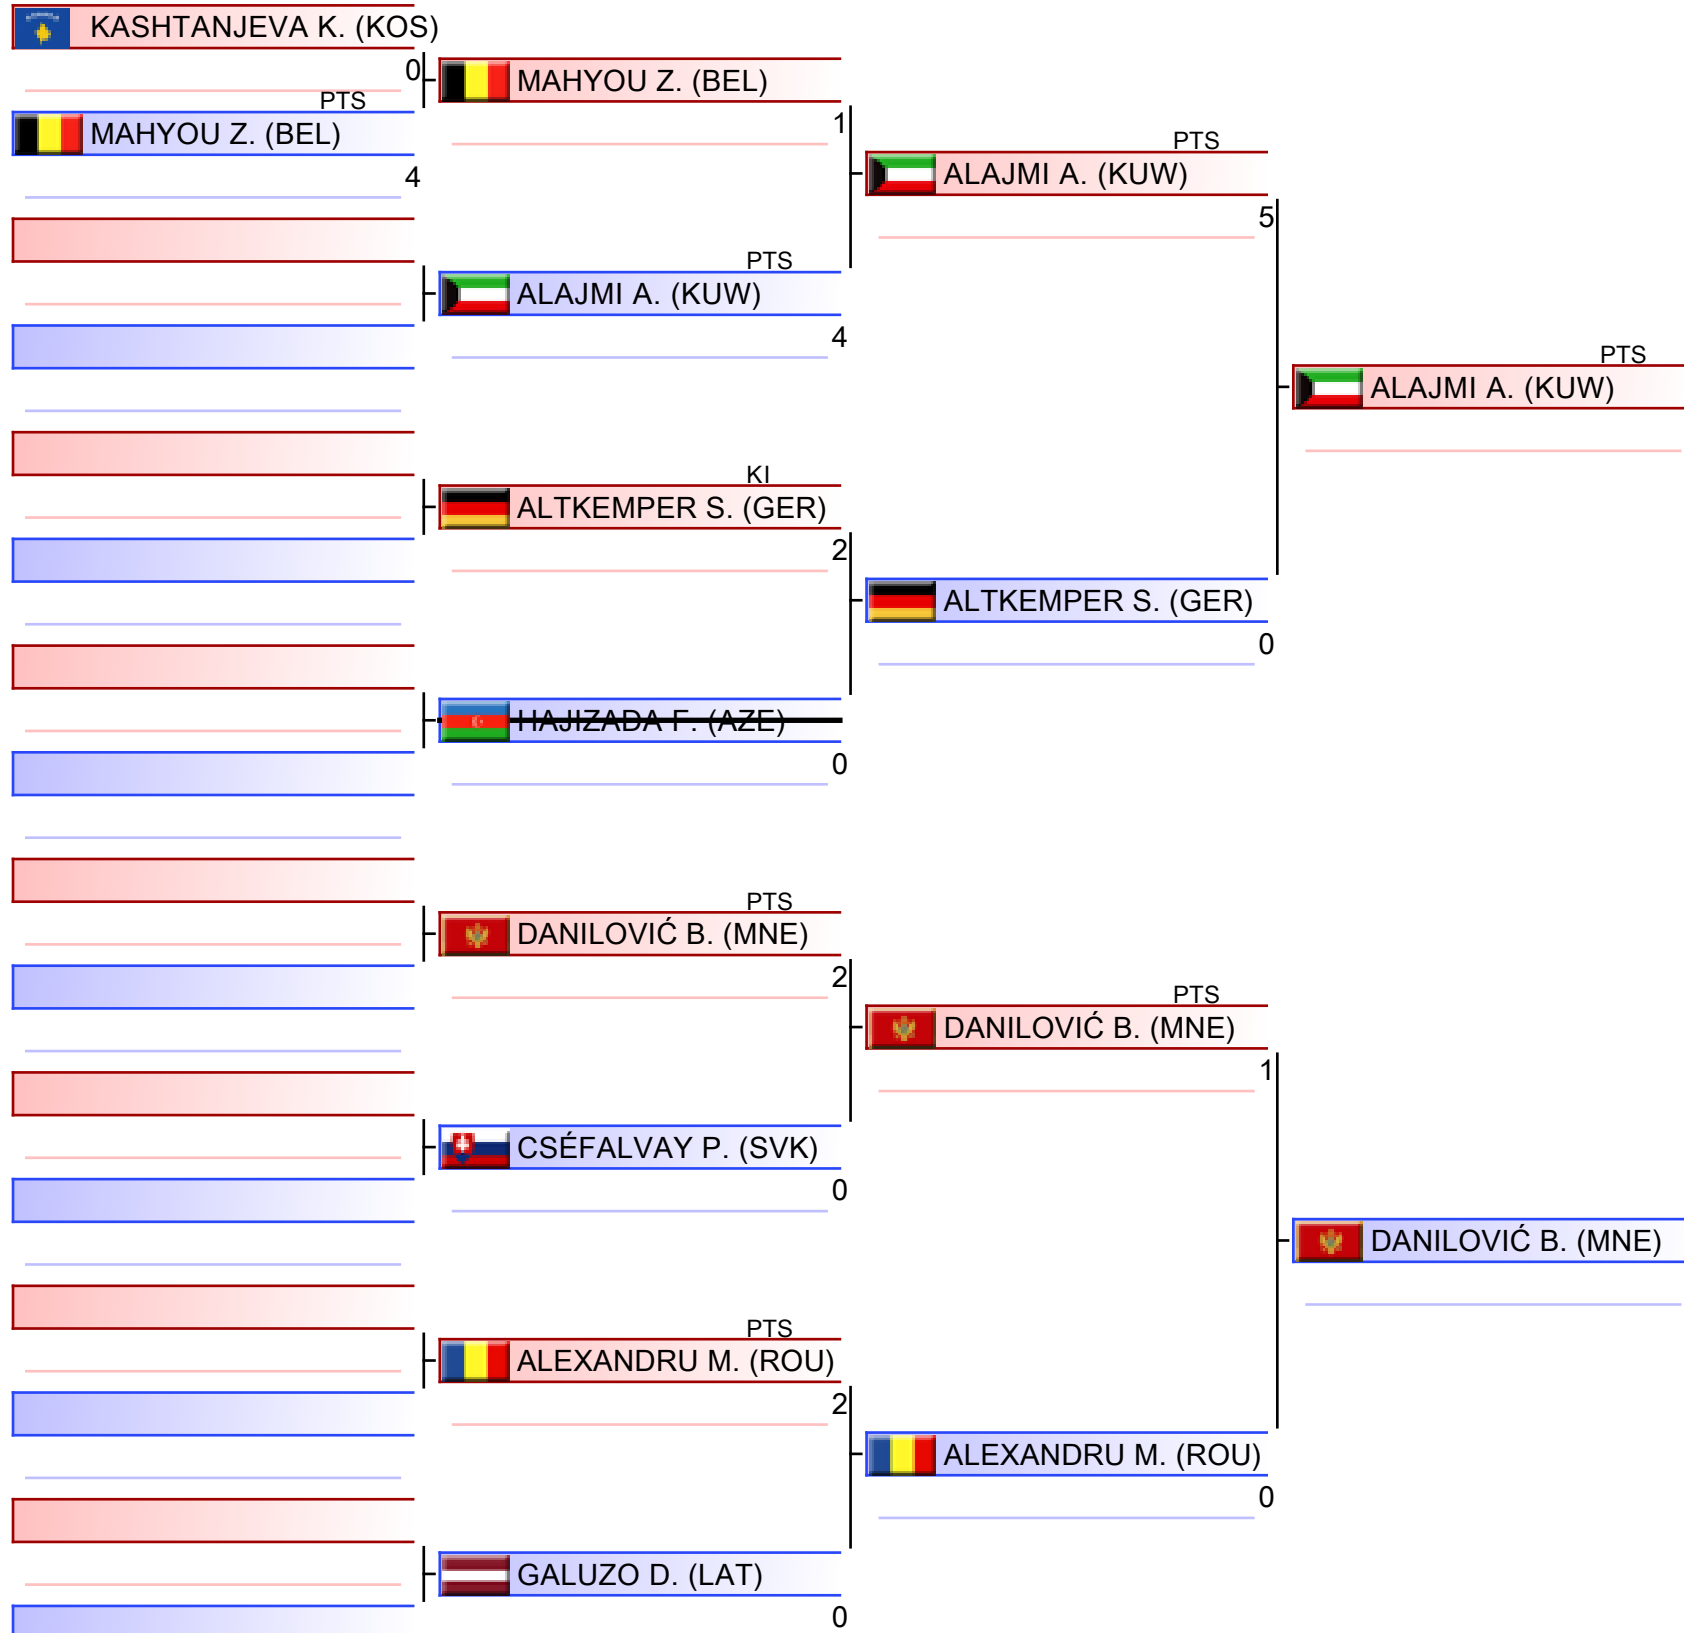 KASHTANJEVA K. (KOS)
0
PTS
MAHYOU Z. (BEL)
4
MAHYOU Z. (BEL)
1
PTS
ALAJMI A. (KUW)
4
KI
ALTKEMPER S. (GER)
2
HAJIZADA F. (AZE)
0
PTS
DANILOVIĆ B. (MNE)
2
CSÉFALVAY P. (SVK)
0
PTS
ALEXANDRU M. (ROU)
2
GALUZO D. (LAT)
0
PTS
ALAJMI A. (KUW)
5
ALTKEMPER S. (GER)
0
PTS
DANILOVIĆ B. (MNE)
1
ALEXANDRU M. (ROU)
0
PTS
ALAJMI A. (KUW)
DANILOVIĆ B. (MNE)